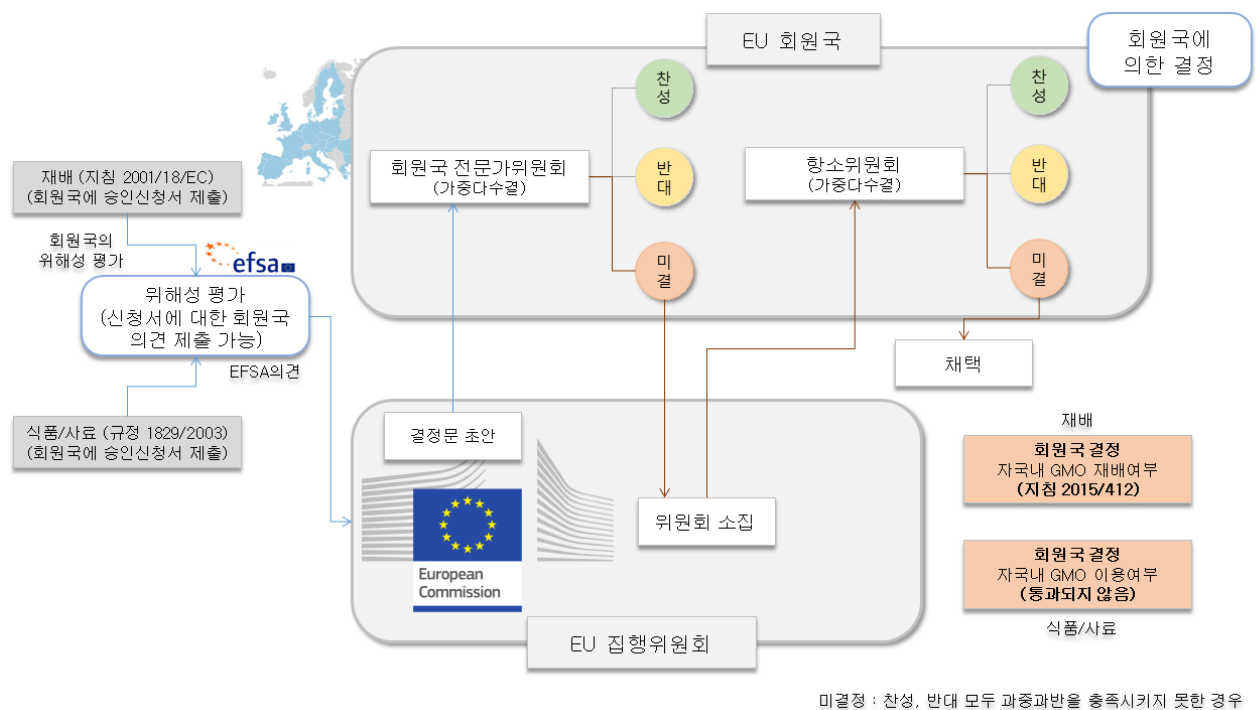 EU 회원국
회원국에
의한 결정
찬
성
찬
성
회원국 전문가위원회
(가중다수결)
반
대
항소위원회
(가중다수결)
반
대
재배 (지침 2001/18/EC)
(회원국에 승인신청서 제출)
회원국의
위해성 평가
efsa
미
결
미
결
위해성 평가
(신청서에 대한 회원국
의견 제출 가능)
EFSA의견
채택
식품/사료 (규정 1829/2003)
(회원국에 승인신청서 제출)
결정문 초안
위원회 소집
European
Commission
EU 집행위원회
재배
회원국 결정
자국내 GMO 재배여부
(지침 2015/412)
회원국 결정
자국내 GMO 이용여부
(통과되지 않음)
식품/사료
미결정 : 찬성, 반대 모두 과중과반을 충족시키지 못한 경우